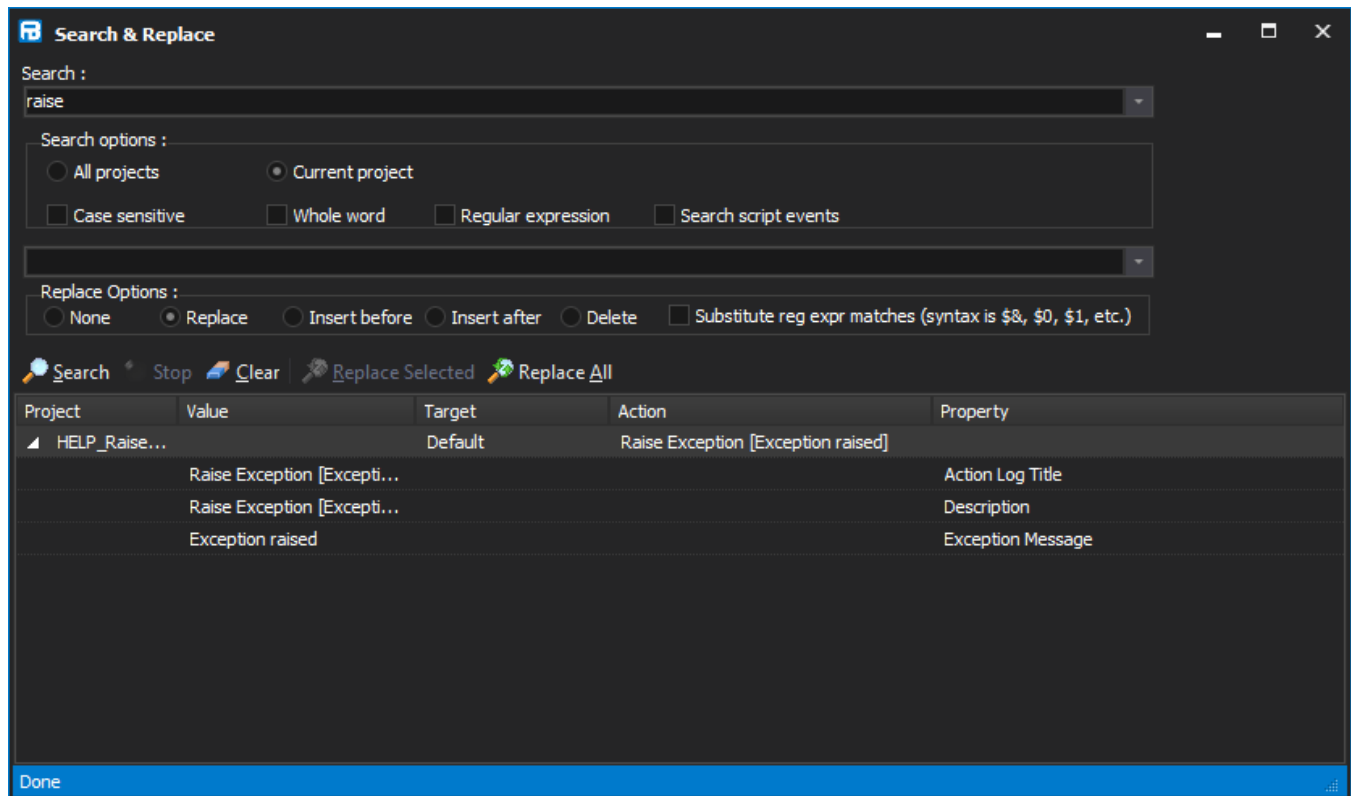 Search & Replace
Search :
raise
Search options :
All projects Current project
Case sensitive Whole word Regular expression Search script events
Replace Options :
None Replace Insert before Insert after Delete Substitute reg expr matches (syntax is $&, $0, $1, etc.)
Search Stop Clear Replace Selected Replace All
Project Value Target Action Property
HELP_Raise... Default Raise Exception [Exception raised]
Raise Exception [Excepti... Action Log Title
Raise Exception [Excepti... Description
Exception raised Exception Message
Done